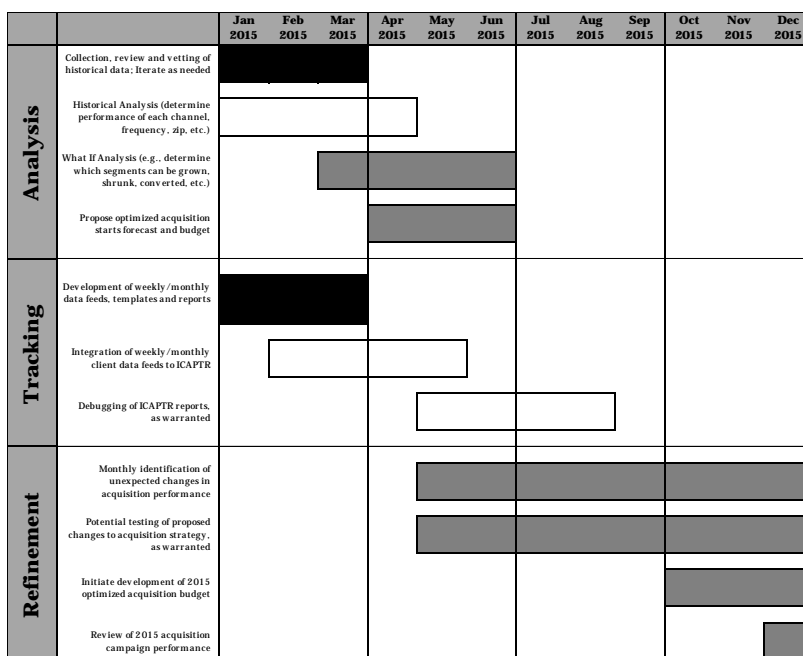 Jan Feb Mar Apr May Jun Jul Aug Sep Oct Nov Dec
2015 2015 2015 2015 2015 2015 2015 2015 2015 2015 2015 2015
Analysis
Collection, review and vetting of
historical data; Iterate as needed
Historical Analysis (determine
performance of each channel,
frequency, zip, etc.)
What If Analysis (e.g., determine
which segments can be grown,
shrunk, converted, etc.)
Propose optimized acquisition
starts forecast and budget
Tracking
Development of weekly/monthly
data feeds, templates and reports
Integration of weekly/monthly
client data feeds to ICAPTR
Debugging of ICAPTR reports,
as warranted
Refinement
Monthly identification of
unexpected changes in
acquisition performance
Potential testing of proposed
changes to acquisition strategy,
as warranted
Initiate development of 2015
optimized acquisition budget
Review of 2015 acquisition
campaign performance